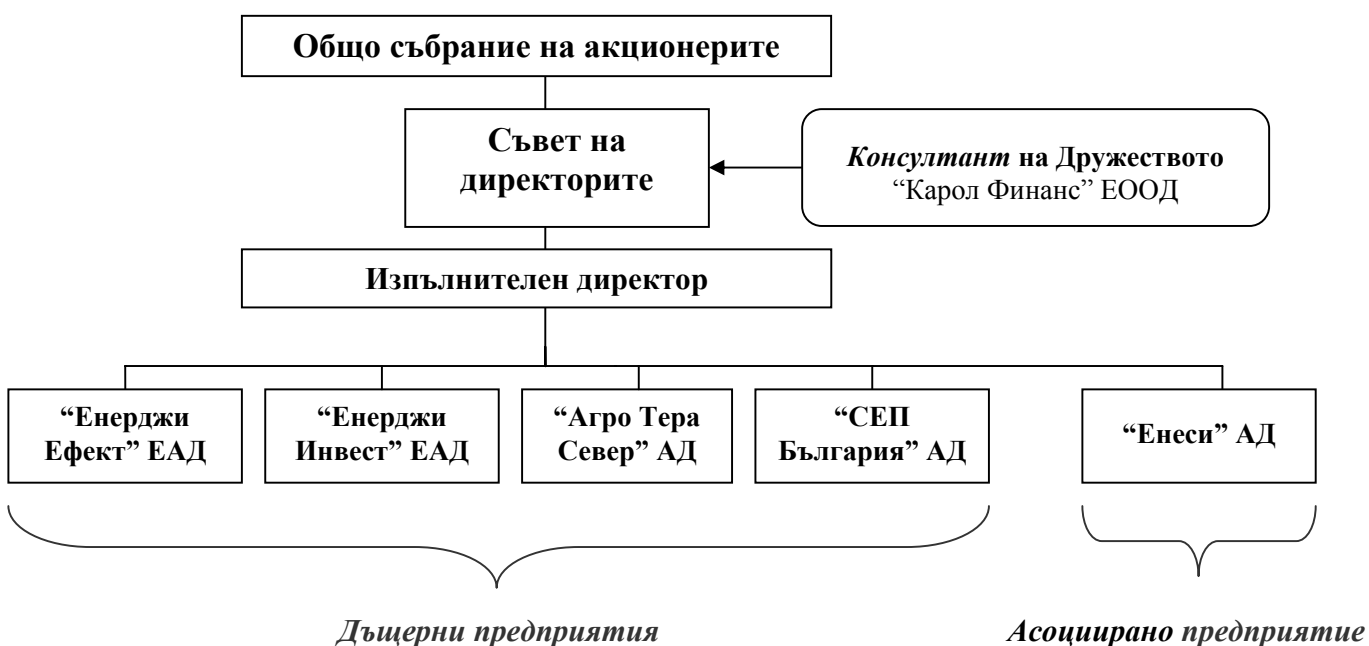 Общо събрание на акционерите
Съвет на
директорите
Консултант на Дружеството
“Карол Финанс” ЕООД
Изпълнителен директор
“Енерджи
Ефект” ЕАД
“Енерджи
Инвест” ЕАД
“Агро Тера
Север” АД
“СЕП
България” АД
“Енеси” АД
Дъщерни предприятия
Асоциирано предприятие